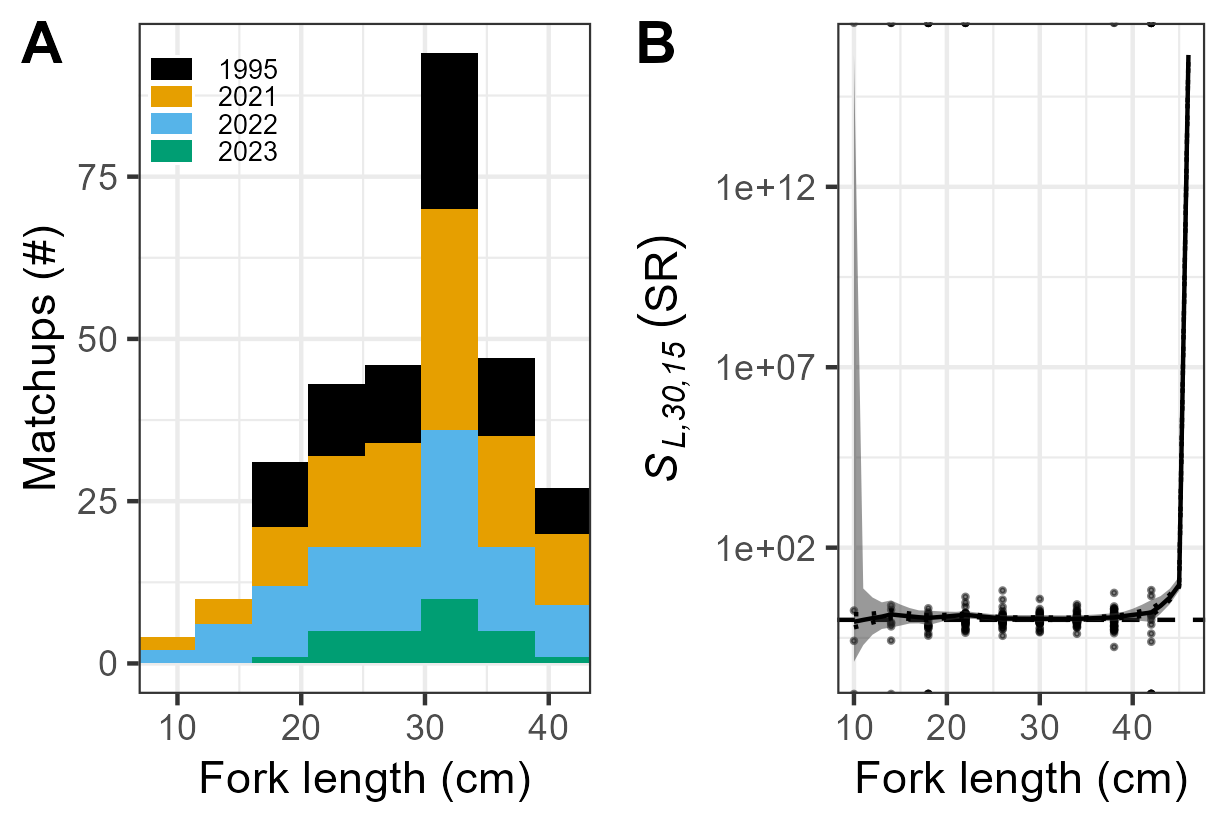 A
1995
2021
2022
2023
Matchups (#)
75
50
25
0
10 20 30 40
Fork length (cm)
B
S_L,30,15 (SR)
1e+12
1e+07
1e+02
10 20 30 40
Fork length (cm)